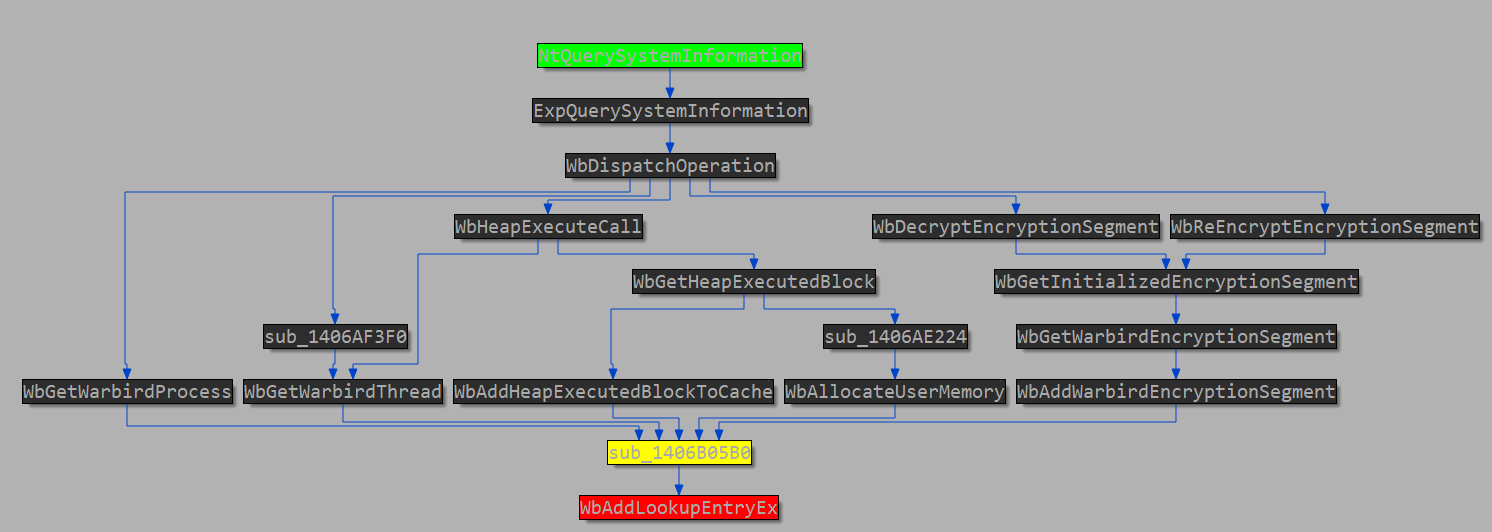 NtQuerySystemInformation
ExpQuerySystemInformation
WbDispatchOperation
WbHeapExecuteCall
WbDecryptEncryptionSegment
WbReEncryptEncryptionSegment
WbGetHeapExecutedBlock
WbGetInitializedEncryptionSegment
sub_1406AF3F0
sub_1406AE224
WbGetWarbirdEncryptionSegment
WbGetWarbirdProcess
WbGetWarbirdThread
WbAddHeapExecutedBlockToCache
WbAllocateUserMemory
WbAddWarbirdEncryptionSegment
sub_1406B05B0
WbAddLookupEntryEx